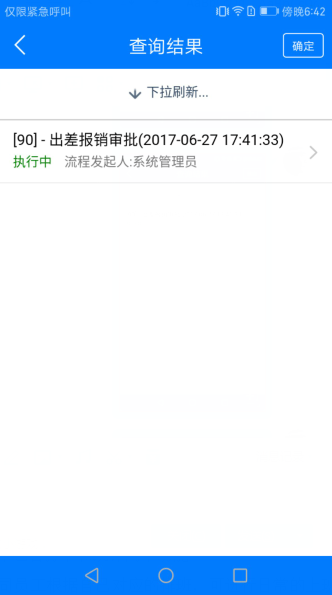 仅限紧急呼叫 傍晚6:42
查询结果 确定
下拉刷新...
[90] - 出差报销审批(2017-06-27 17:41:33)
执行中 流程发起人:系统管理员